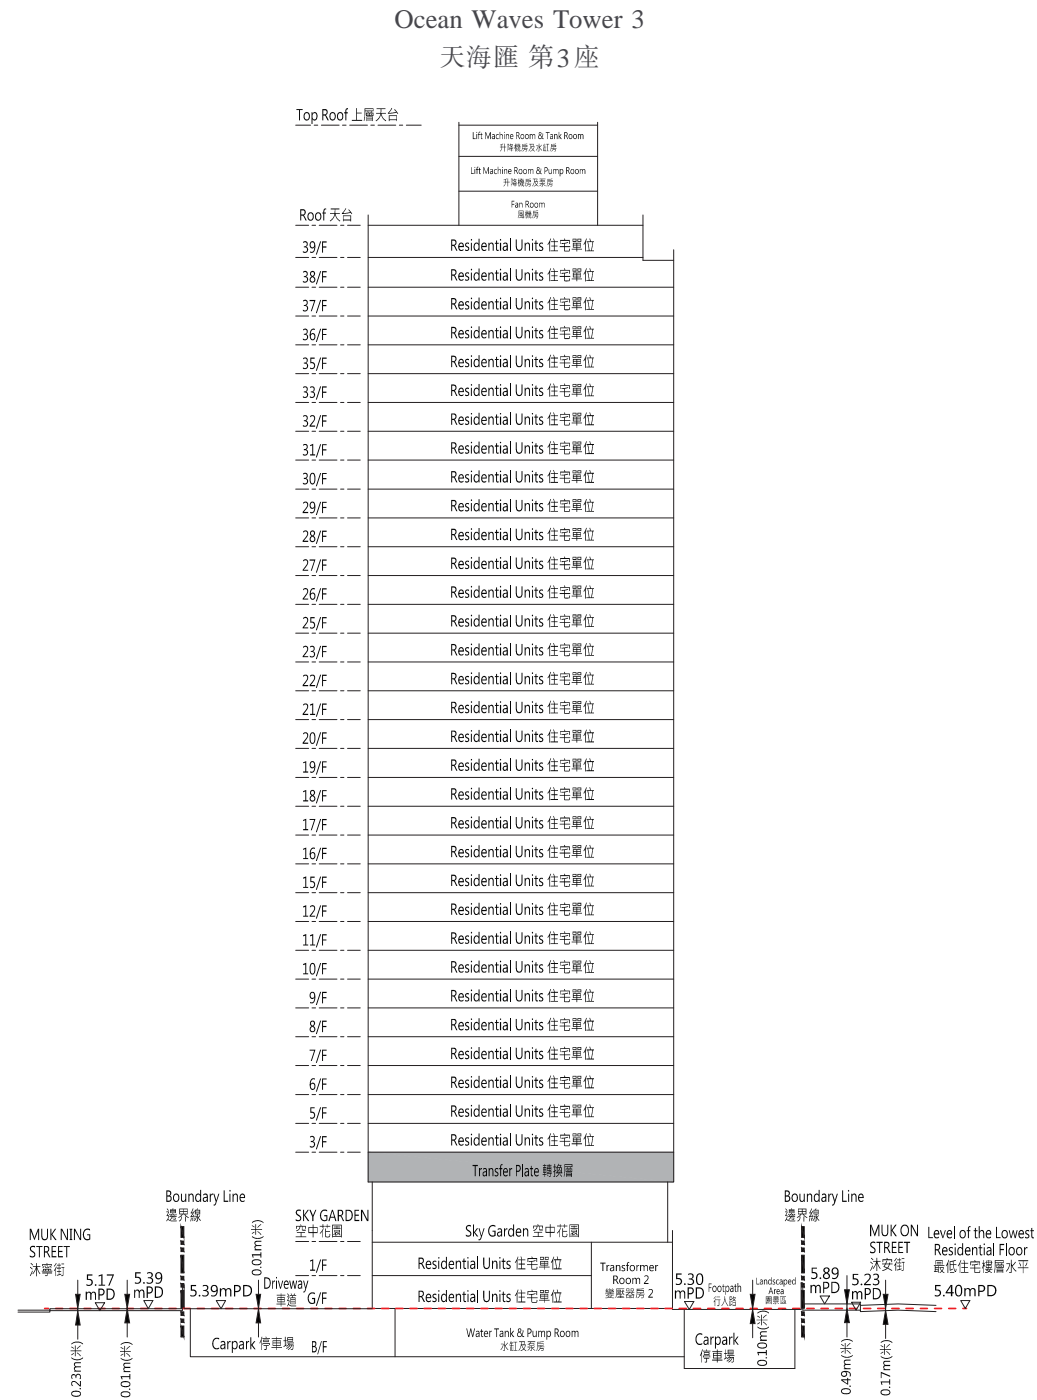 Ocean Waves Tower 3
天海匯 第3座
Top Roof 上層天台
Lift Machine Room & Tank Room
升降機房及水缸房
Lift Machine Room & Pump Room
升降機房及泵房
Fan Room
風機房
Roof 天台
39/F Residential Units 住宅單位
38/F Residential Units 住宅單位
37/F Residential Units 住宅單位
36/F Residential Units 住宅單位
35/F Residential Units 住宅單位
33/F Residential Units 住宅單位
32/F Residential Units 住宅單位
31/F Residential Units 住宅單位
30/F Residential Units 住宅單位
29/F Residential Units 住宅單位
28/F Residential Units 住宅單位
27/F Residential Units 住宅單位
26/F Residential Units 住宅單位
25/F Residential Units 住宅單位
23/F Residential Units 住宅單位
22/F Residential Units 住宅單位
21/F Residential Units 住宅單位
20/F Residential Units 住宅單位
19/F Residential Units 住宅單位
18/F Residential Units 住宅單位
17/F Residential Units 住宅單位
16/F Residential Units 住宅單位
15/F Residential Units 住宅單位
12/F Residential Units 住宅單位
11/F Residential Units 住宅單位
10/F Residential Units 住宅單位
9/F Residential Units 住宅單位
8/F Residential Units 住宅單位
7/F Residential Units 住宅單位
6/F Residential Units 住宅單位
5/F Residential Units 住宅單位
3/F Residential Units 住宅單位
Transfer Plate 轉換層
SKY GARDEN
空中花園
Sky Garden 空中花園
1/F Residential Units 住宅單位
G/F Residential Units 住宅單位
Transformer
Room 2
變壓器房 2
Boundary Line
邊界線
MUK NING
STREET
沐寧街
5.17
mPD
5.39
mPD
5.39mPD
0.01m(米)
Driveway
車道
5.30
mPD
Footpath
行人路
Landscaped
Area
園景區
Boundary Line
邊界線
5.89
mPD
5.23
mPD
MUK ON
STREET
沐安街
Level of the Lowest
Residential Floor
最低住宅樓層水平
5.40mPD
0.23m(米)
0.01m(米)
Carpark 停車場
B/F
Water Tank & Pump Room
水缸及泵房
Carpark
停車場
0.10m(米)
0.49m(米)
0.17m(米)